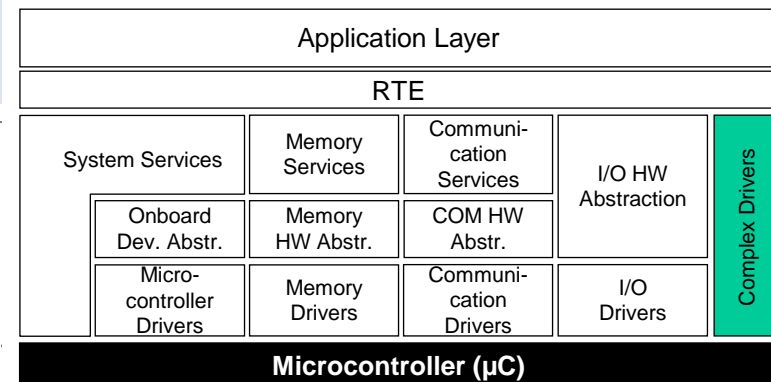 Application Layer
RTE
System Services
Memory
Services
Communi-
cation
Services
I/O HW
Abstraction
Complex Drivers
Onboard
Dev. Abstr.
Memory
HW Abstr.
COM HW
Abstr.
Micro-
controller
Drivers
Memory
Drivers
Communi-
cation
Drivers
I/O
Drivers
Microcontroller (µC)